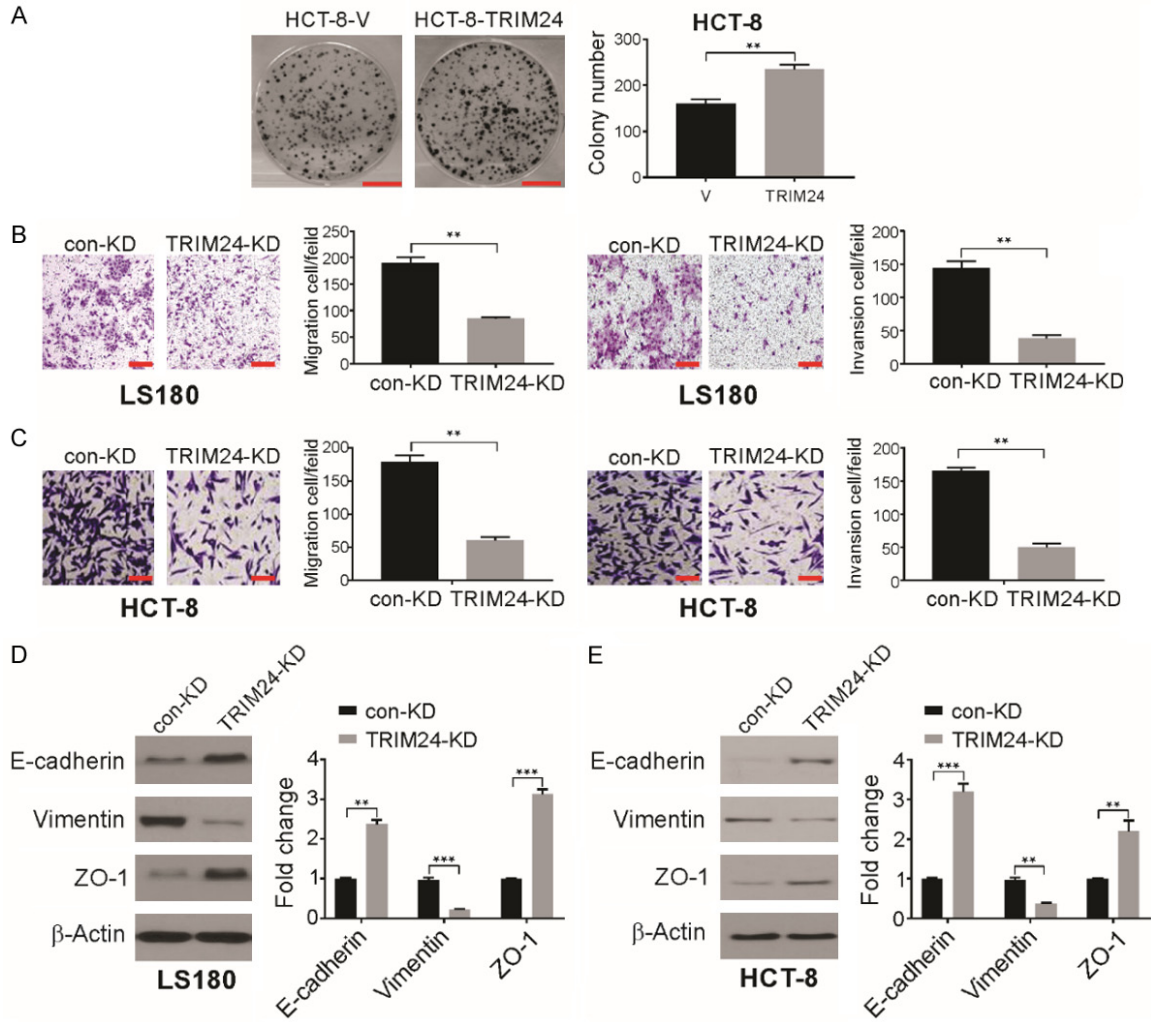 A
HCT-8-V
HCT-8-TRIM24
HCT-8
Colony number
300
200
100
0
**
V
TRIM24
B
con-KD
TRIM24-KD
LS180
Migration cell/feild
250
200
150
100
50
0
**
con-KD
TRIM24-KD
con-KD
TRIM24-KD
LS180
Invansion cell/feild
200
150
100
50
0
**
con-KD
TRIM24-KD
C
con-KD
TRIM24-KD
HCT-8
Migration cell/feild
200
150
100
50
0
**
con-KD
TRIM24-KD
con-KD
TRIM24-KD
HCT-8
Invansion cell/feild
200
150
100
50
0
**
con-KD
TRIM24-KD
D
con-KD
TRIM24-KD
E-cadherin
Vimentin
ZO-1
β-Actin
LS180
con-KD
TRIM24-KD
Fold change
4
3
2
1
0
**
***
***
E-cadherin
Vimentin
ZO-1
E
con-KD
TRIM24-KD
E-cadherin
Vimentin
ZO-1
β-Actin
HCT-8
con-KD
TRIM24-KD
Fold change
4
3
2
1
0
***
**
**
E-cadherin
Vimentin
ZO-1